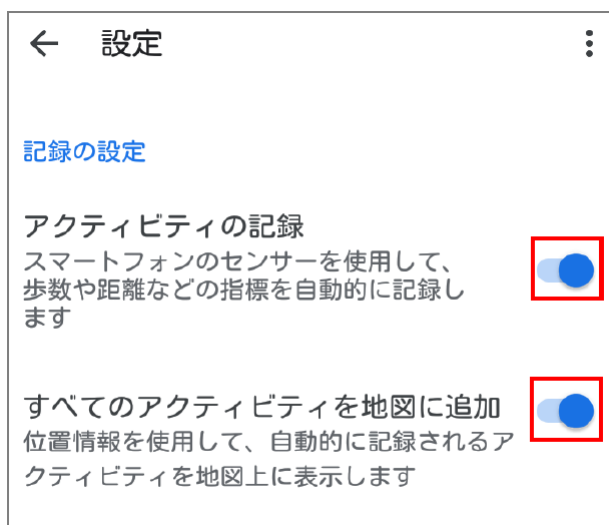 設定
記録の設定
アクティビティの記録
スマートフォンのセンサーを使用して、
歩数や距離などの指標を自動的に記録し
ます
すべてのアクティビティを地図に追加
位置情報を使用して、自動的に記録されるア
クティビティを地図上に表示します